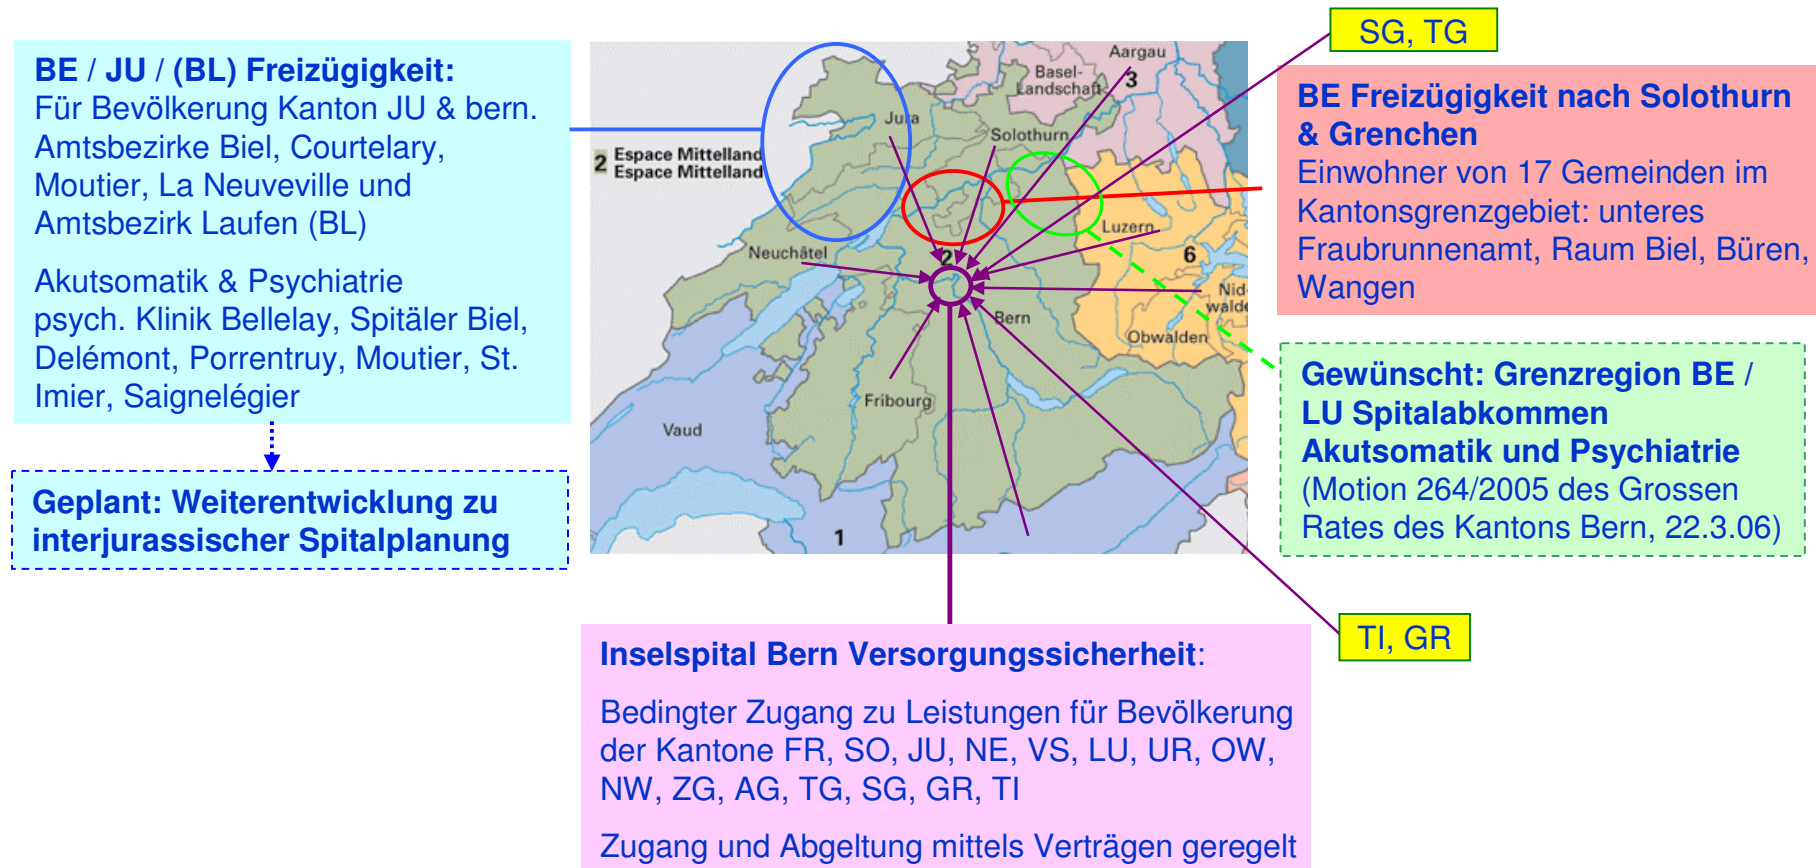 BE / JU / (BL) Freizügigkeit:
Für Bevölkerung Kanton JU & bern.
Amtsbezirke Biel, Courtelary,
Moutier, La Neuveville und
Amtsbezirk Laufen (BL)
Akutsomatik & Psychiatrie
psych. Klinik Bellelay, Spitäler Biel,
Delémont, Porrentruy, Moutier, St.
Imier, Saignelégier
Geplant: Weiterentwicklung zu
interjurassischer Spitalplanung
Aargau
3
Basel-
Landschaft
Jura
Solothurn
2 Espace Mittelland
Espace Mittelland
Luzern
6
Neuchâtel
2
Nid-
walde
Bern
Obwalden
Fribourg
Vaud
1
SG, TG
BE Freizügigkeit nach Solothurn
& Grenchen
Einwohner von 17 Gemeinden im
Kantonsgrenzgebiet: unteres
Fraubrunnenamt, Raum Biel, Büren,
Wangen
Gewünscht: Grenzregion BE /
LU Spitalabkommen
Akutsomatik und Psychiatrie
(Motion 264/2005 des Grossen
Rates des Kantons Bern, 22.3.06)
TI, GR
Inselspital Bern Versorgungssicherheit:
Bedingter Zugang zu Leistungen für Bevölkerung
der Kantone FR, SO, JU, NE, VS, LU, UR, OW,
NW, ZG, AG, TG, SG, GR, TI
Zugang und Abgeltung mittels Verträgen geregelt